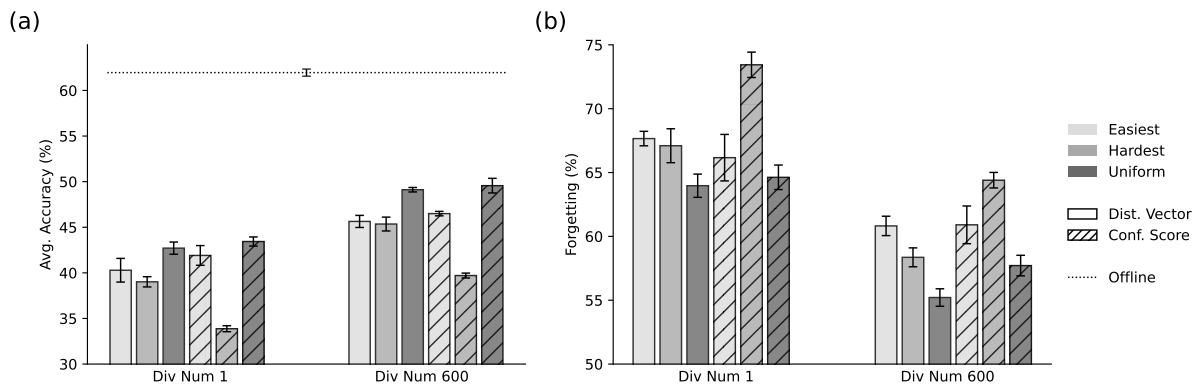 (a)
Avg. Accuracy (%)
60
55
50
45
40
35
30
Div Num 1
Div Num 600
(b)
Forgetting (%)
75
70
65
60
55
50
Div Num 1
Div Num 600
Easiest
Hardest
Uniform
Dist. Vector
Conf. Score
Offline